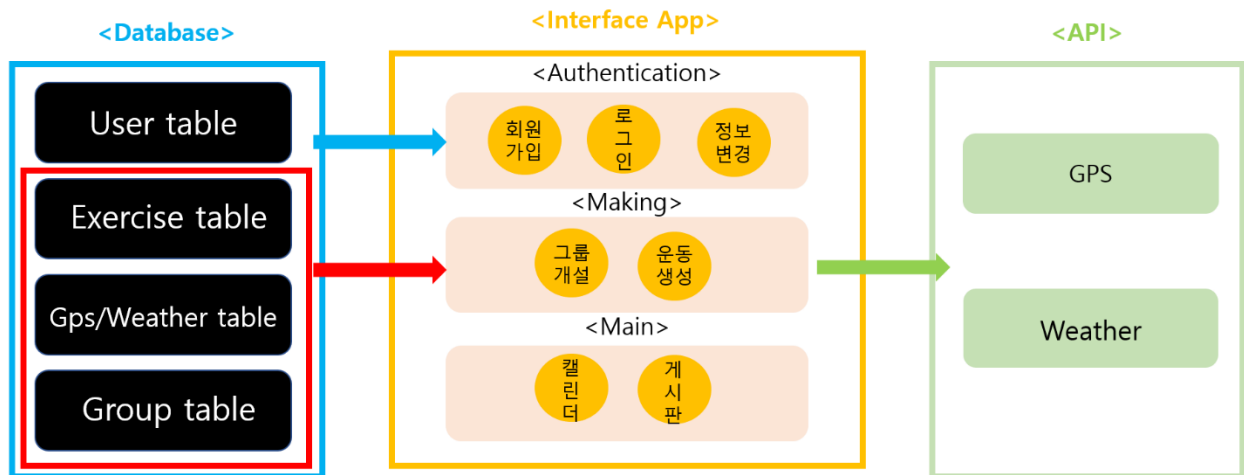 <Database>
User table
Exercise table
Gps/Weather table
Group table
<Interface App>
<Authentication>
회원
가입
로
그
인
정보
변경
<Making>
그룹
개설
운동
생성
<Main>
캘
린
더
게
시
판
<API>
GPS
Weather